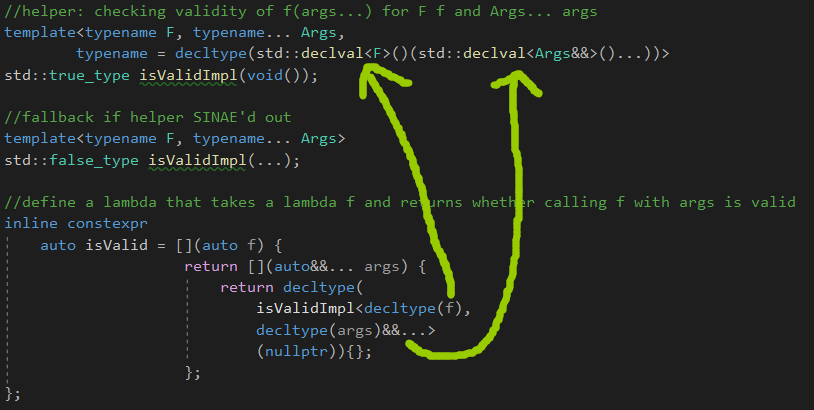 //helper: checking validity of f(args...) for F f and Args... args
template<typename F, typename... Args,
typename = decltype(std::declval<F>()(std::declval<Args&&>()...))>
std::true_type isValidImpl(void());
//fallback if helper SINAE'd out
template<typename F, typename... Args>
std::false_type isValidImpl(...);
//define a lambda that takes a lambda f and returns whether calling f with args is valid
inline constexpr
auto isValid = [](auto f) {
return [](auto&&... args) {
return decltype(
isValidImpl<decltype(f),
decltype(args)&&...>
(nullptr)){};
};
};